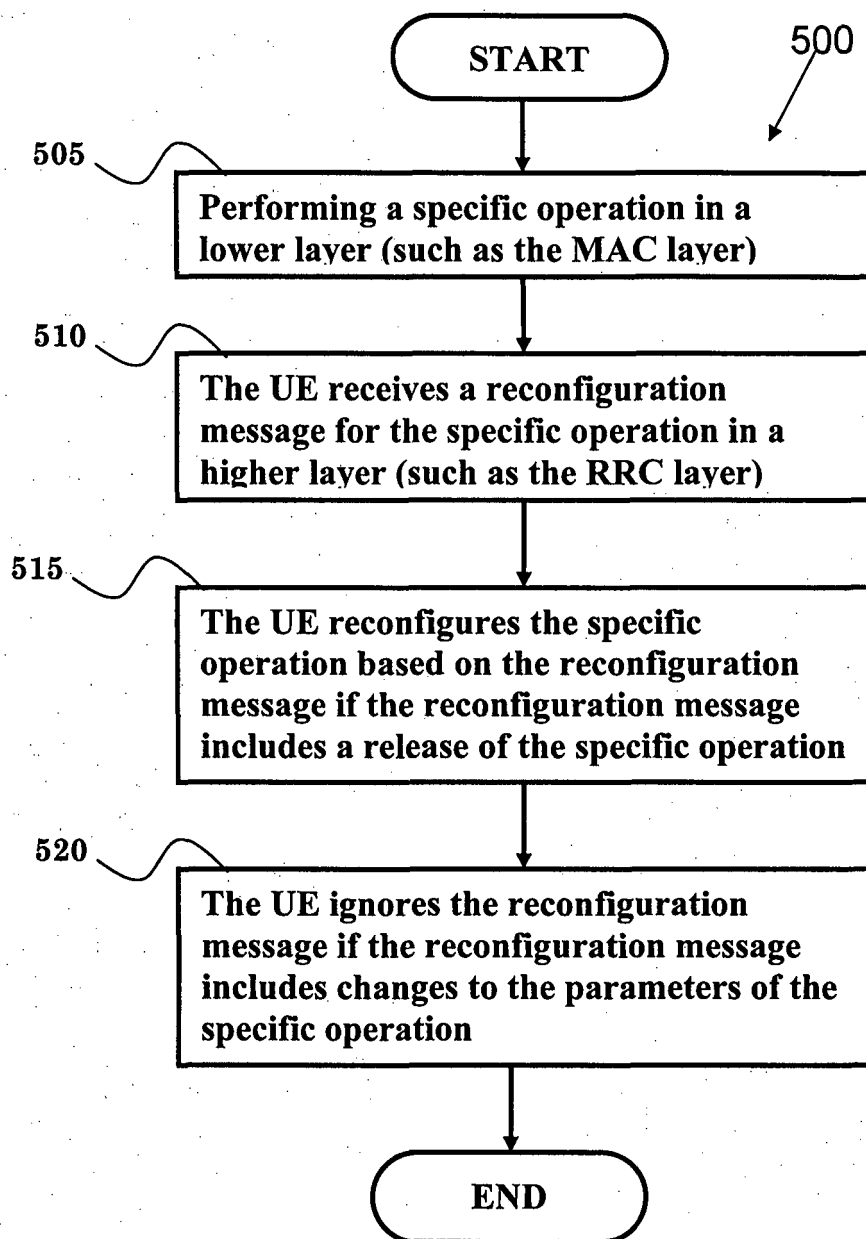 START
500
505
Performing a specific operation in a
lower layer (such as the MAC layer)
510
The UE receives a reconfiguration
message for the specific operation in a
higher layer (such as the RRC layer)
515
The UE reconfigures the specific
operation based on the reconfiguration
message if the reconfiguration message
includes a release of the specific operation
520
The UE ignores the reconfiguration
message if the reconfiguration message
includes changes to the parameters of the
specific operation
END